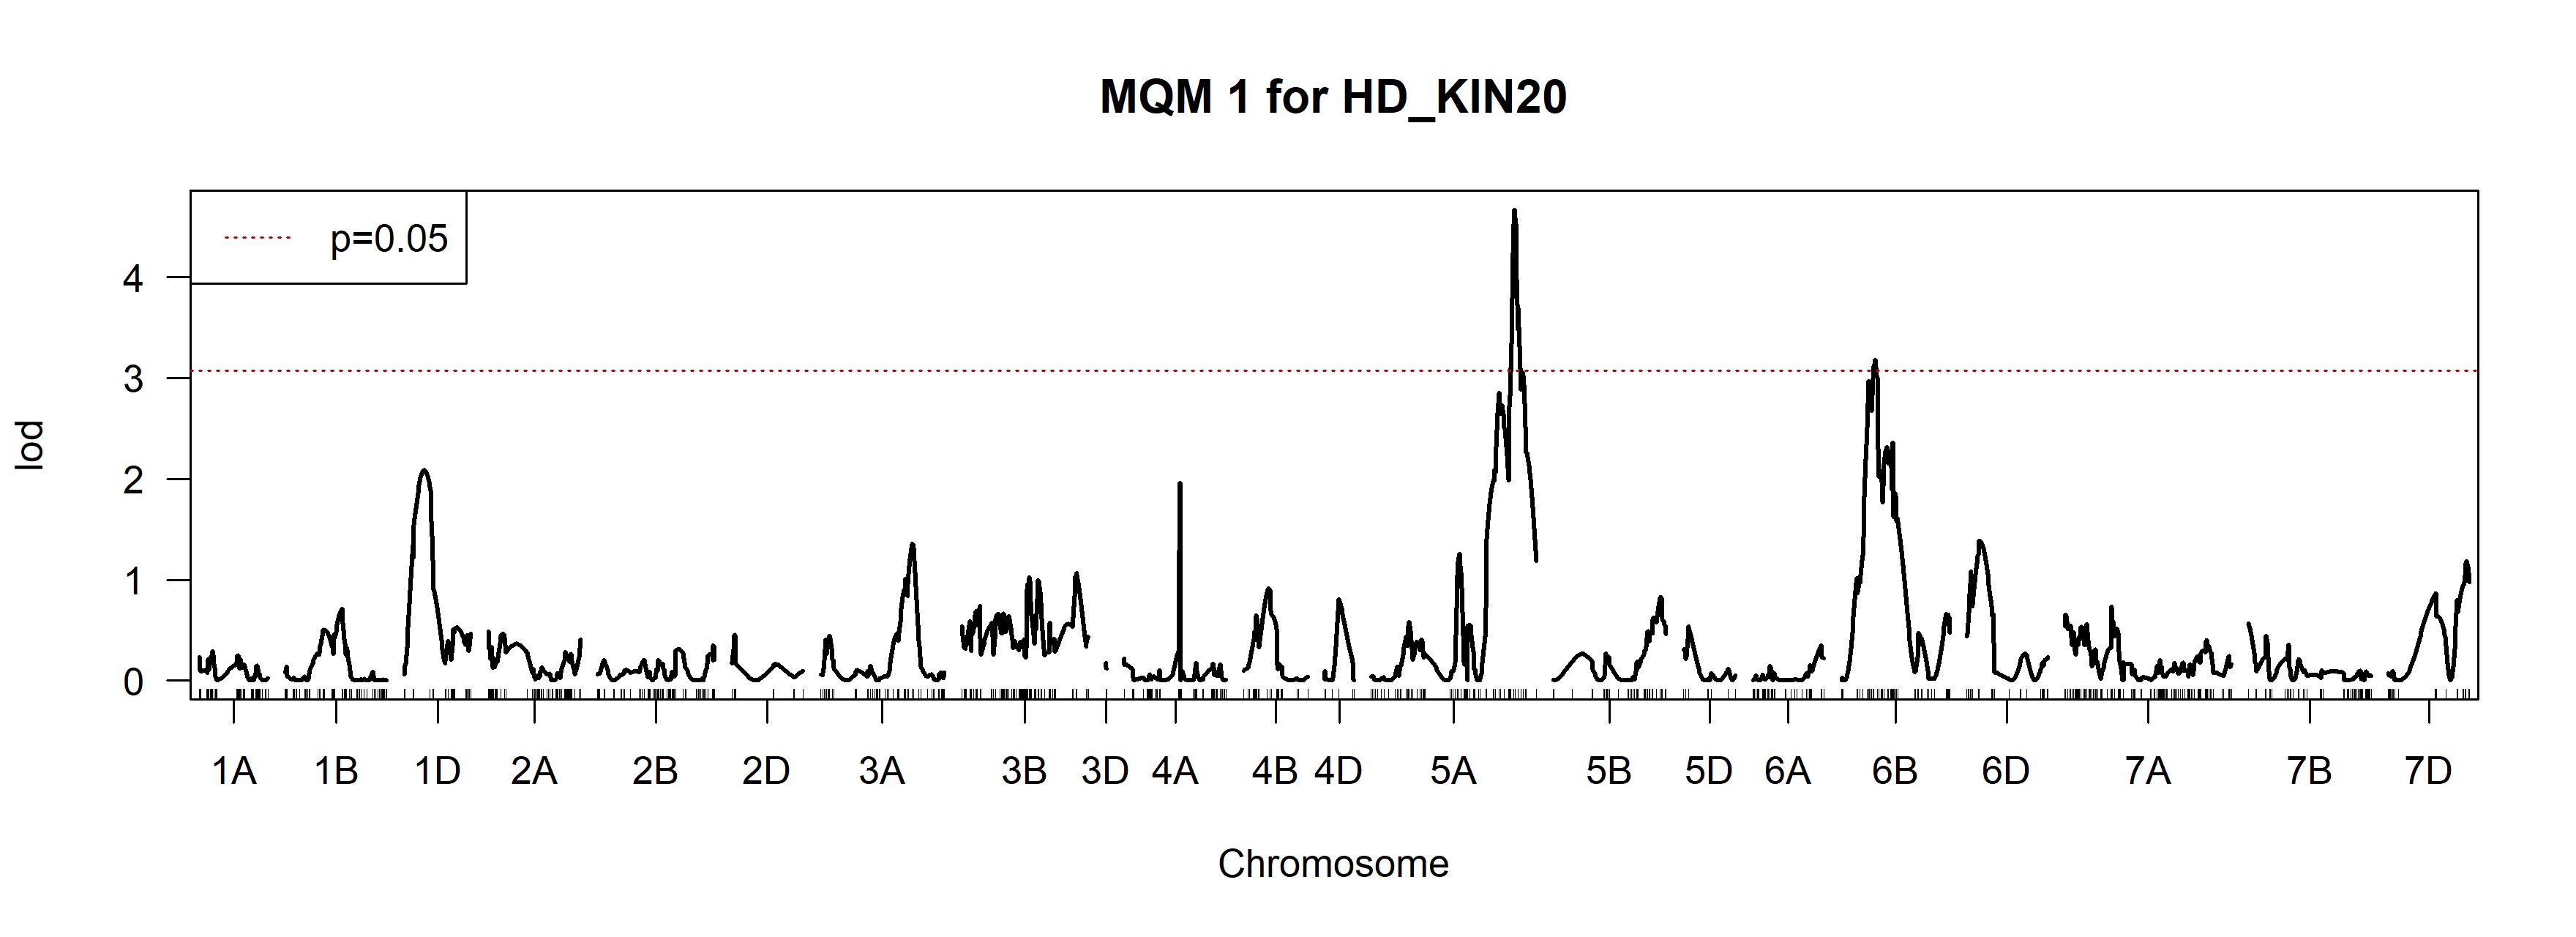 MQM 1 for HD_KIN20
p=0.05
4
3
2
1
0
lod
1A 1B 1D 2A 2B 2D 3A 3B 3D 4A 4B 4D 5A 5B 5D 6A 6B 6D 7A 7B 7D
Chromosome